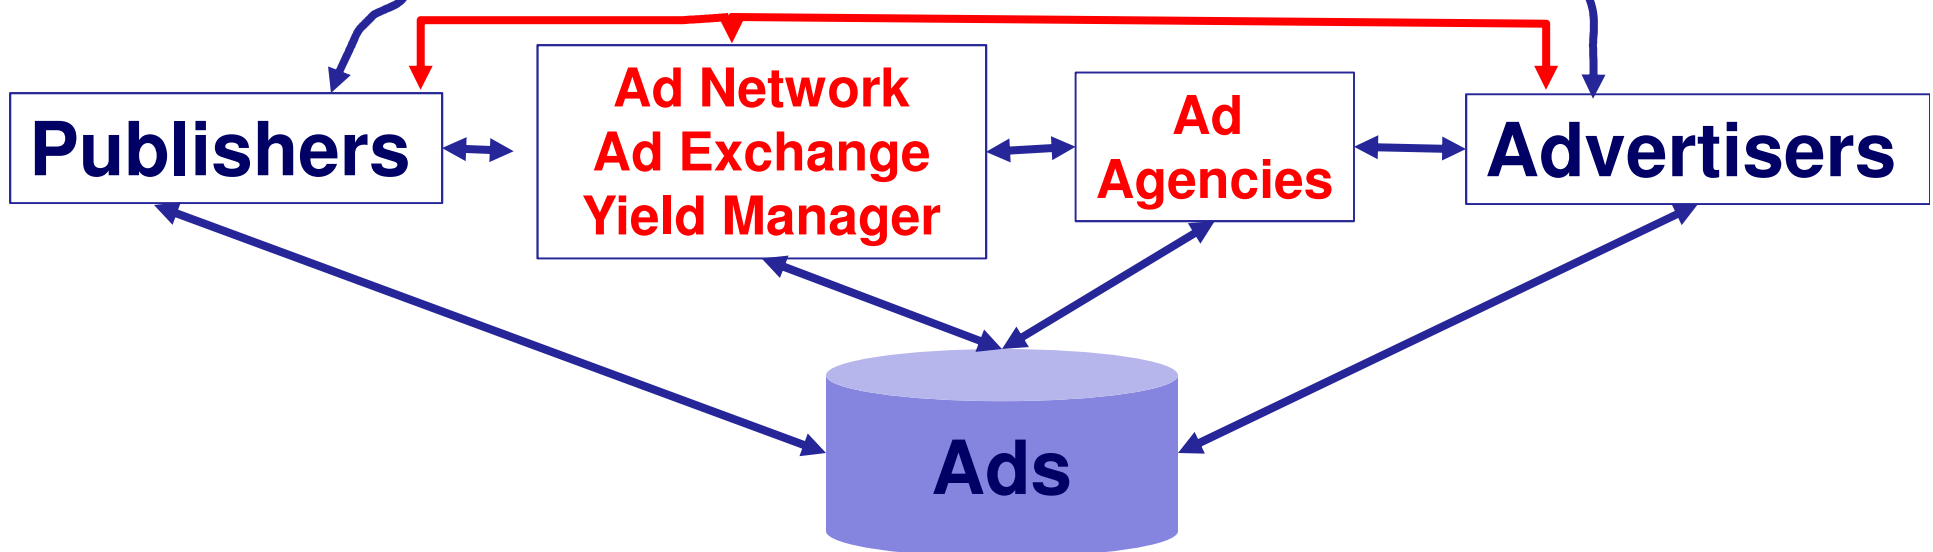 Publishers
Ad Network
Ad Exchange
Yield Manager
Ad
Agencies
Advertisers
Ads